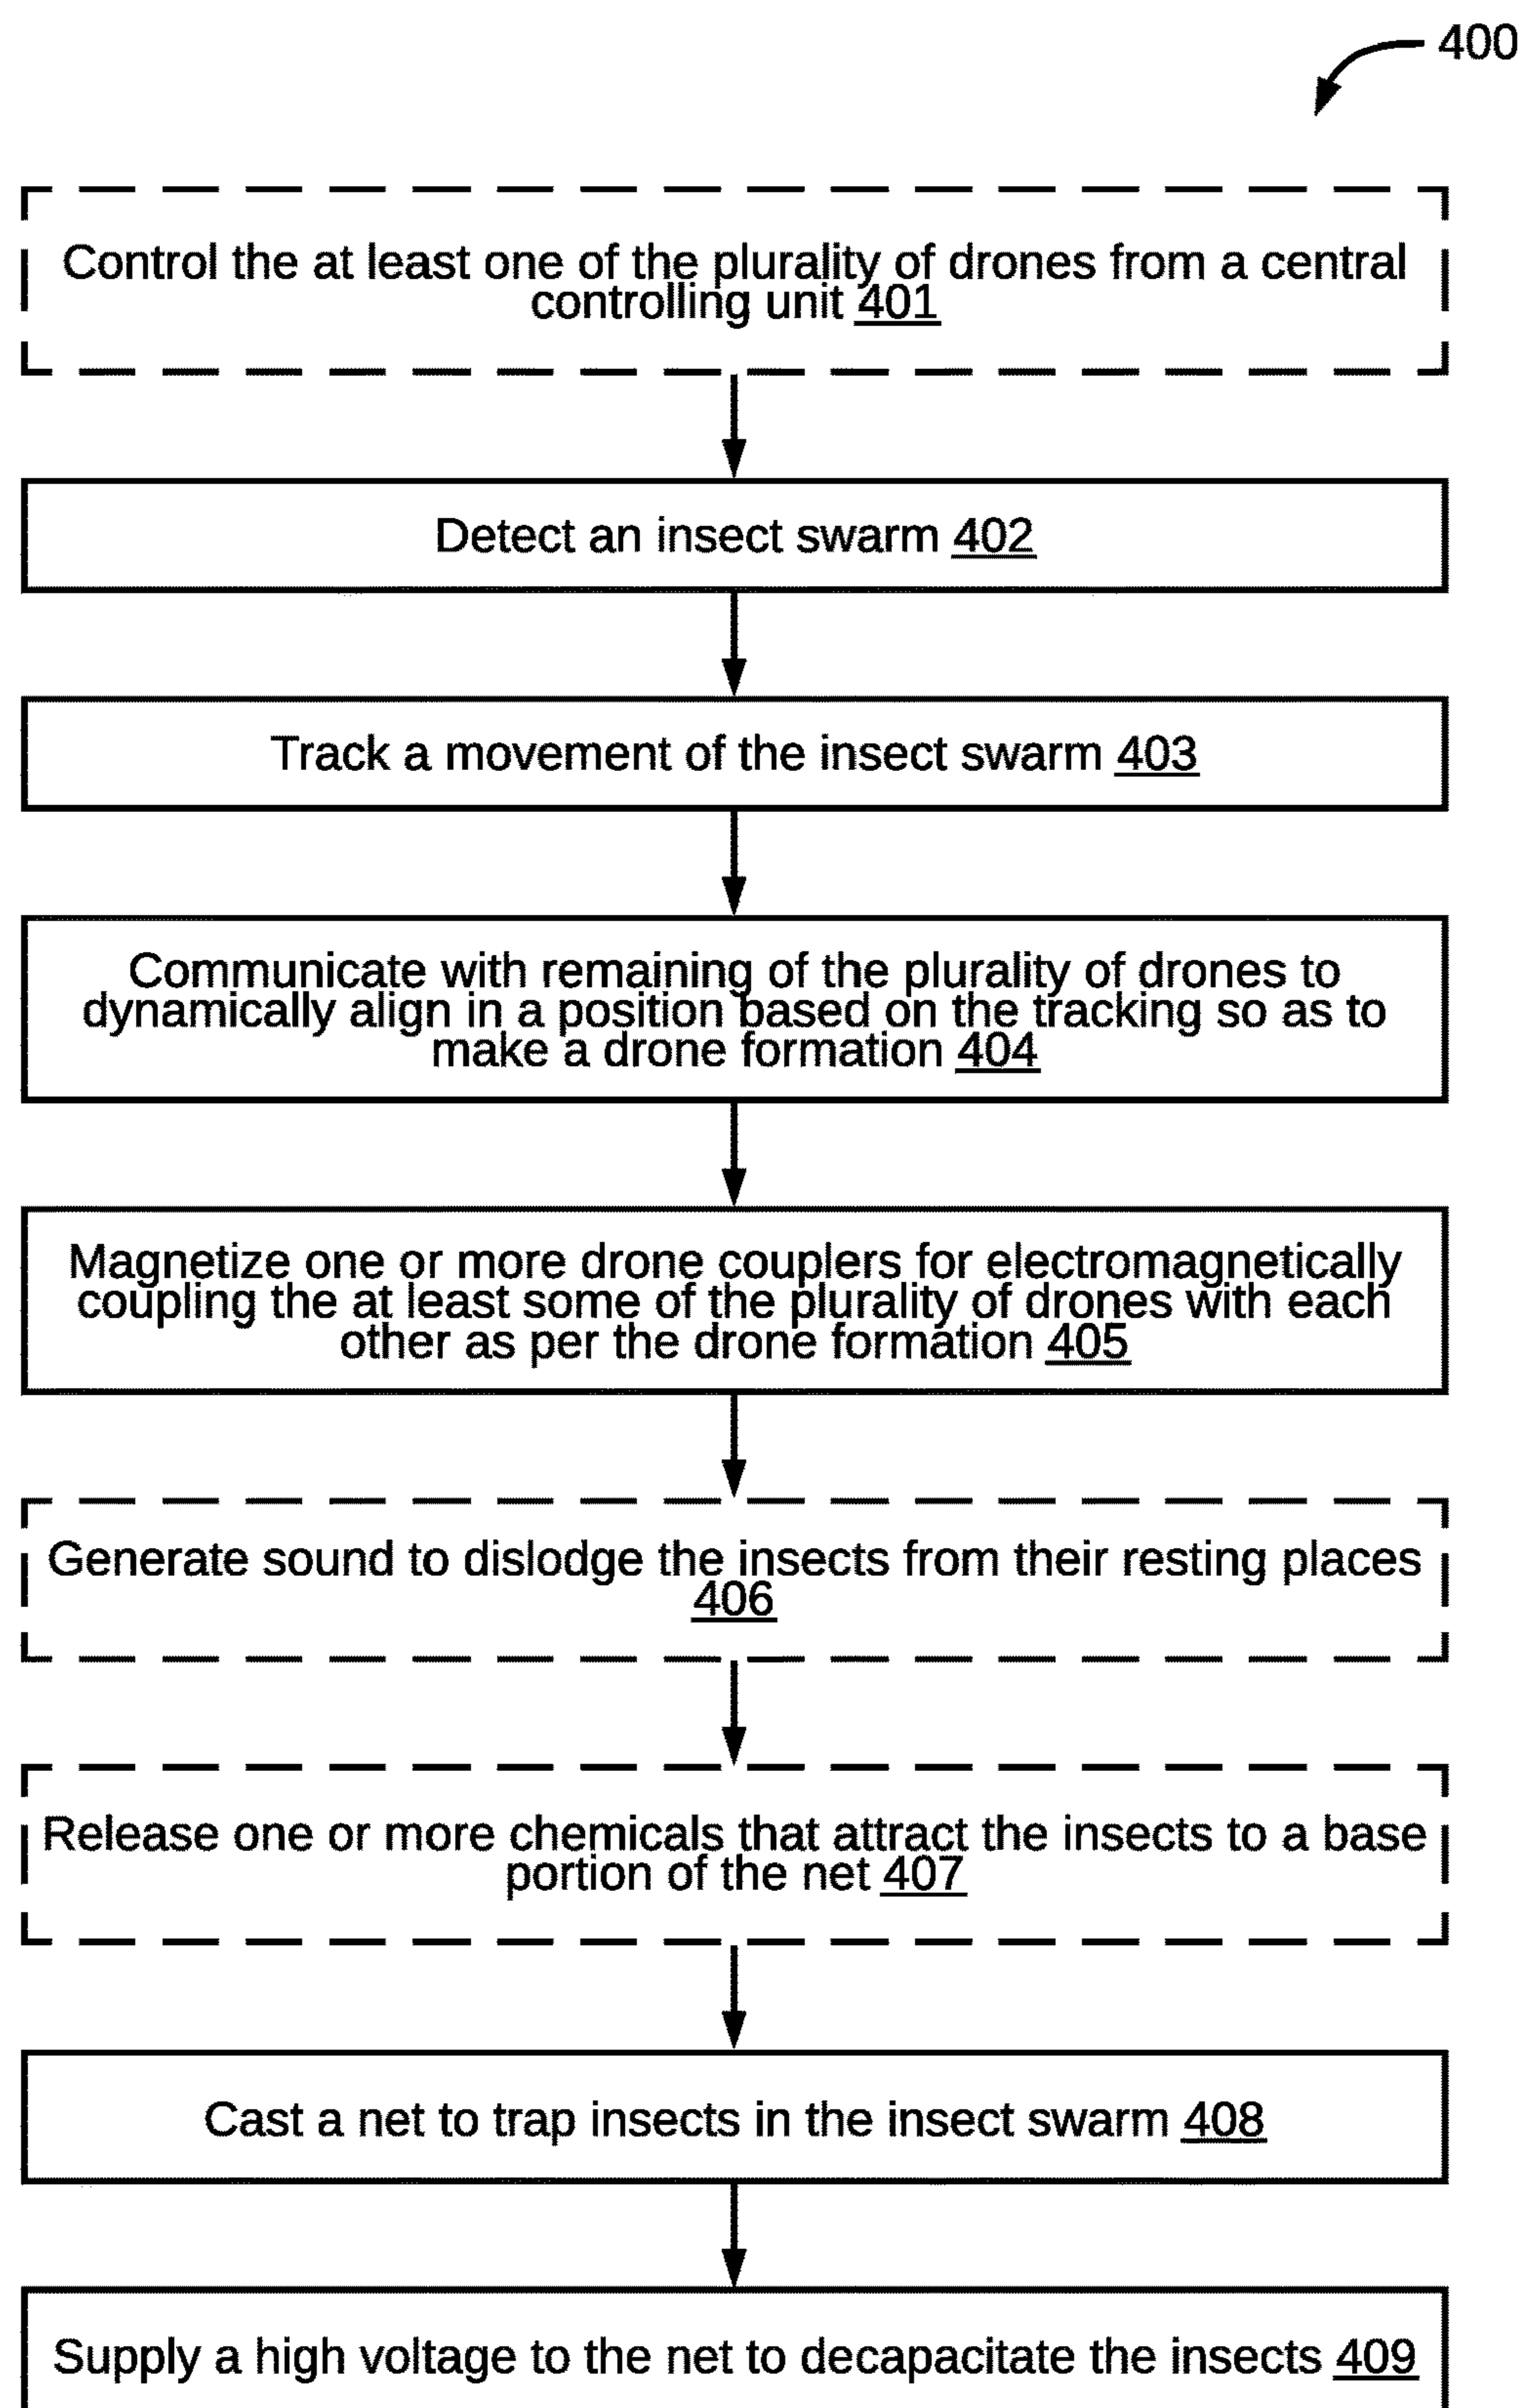 400
Control the at least one of the plurality of drones from a central
controlling unit 401
Detect an insect swarm 402
Track a movement of the insect swarm 403
Communicate with remaining of the plurality of drones to
dynamically align in a position based on the tracking so as to
make a drone formation 404
Magnetize one or more drone couplers for electromagnetically
coupling the at least some of the plurality of drones with each
other as per the drone formation 405
Generate sound to dislodge the insects from their resting places
406
Release one or more chemicals that attract the insects to a base
portion of the net 407
Cast a net to trap insects in the insect swarm 408
Supply a high voltage to the net to decapacitate the insects 409